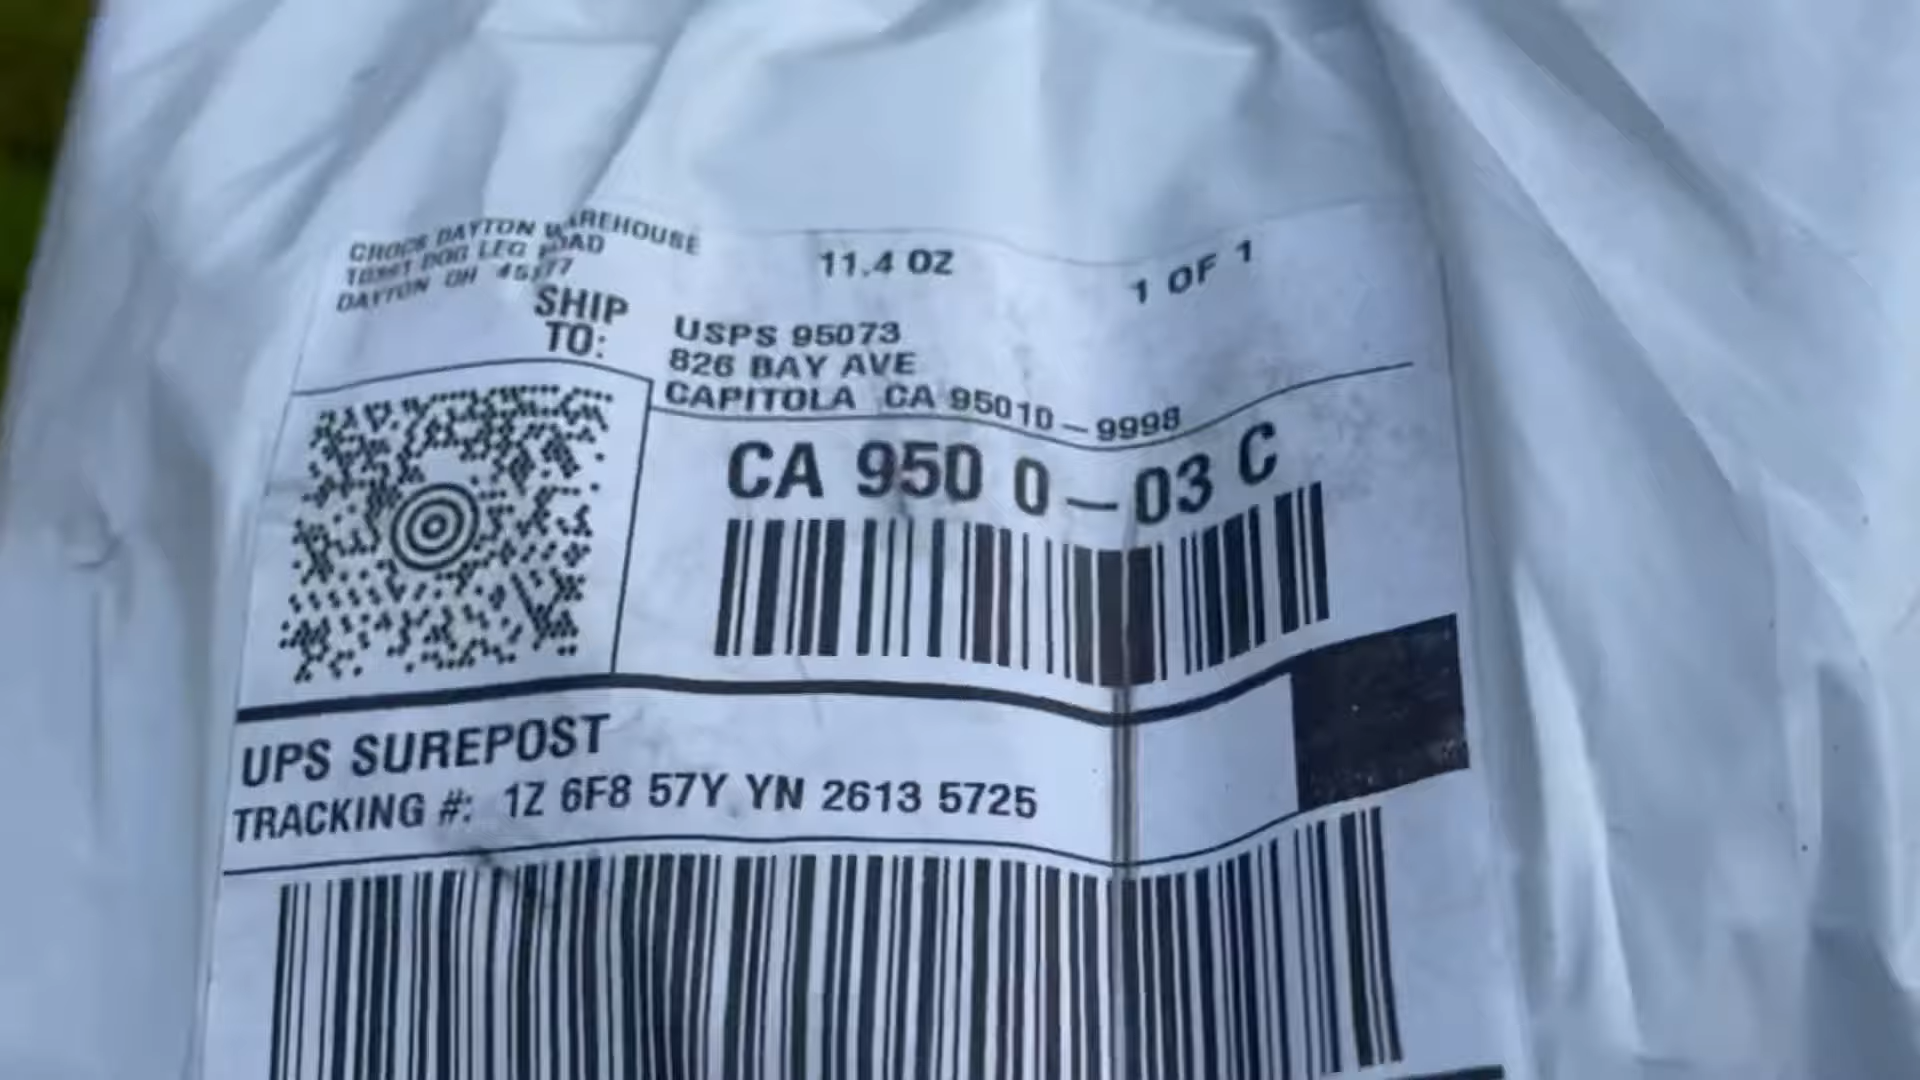 CROCS DAYTON WAREHOUSE
DOG LEG ROAD
DAYTON OH 45377
11.4 OZ
1 OF 1
SHIP
TO:
USPS 95073
826 BAY AVE
CAPITOLA CA 95010-9998
CA 950 0-03 C
UPS SUREPOST
TRACKING #: 1Z 6F8 57Y YN 2613 5725